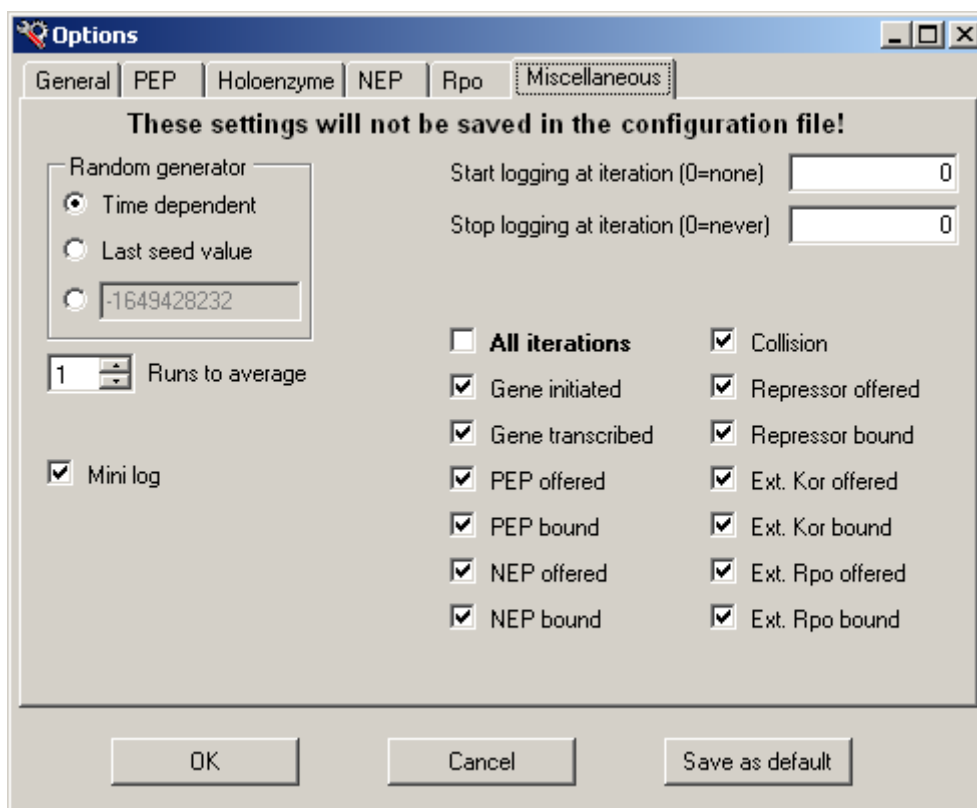 Options
General PEP Holoenzyme NEP Rpo Miscellaneous
These settings will not be saved in the configuration file!
Random generator
Time dependent
Last seed value
-1649428232
1 Runs to average
Mini log
Start logging at iteration (0=none) 0
Stop logging at iteration (0=never) 0
All iterations
Gene initiated
Gene transcribed
PEP offered
PEP bound
NEP offered
NEP bound
Collision
Repressor offered
Repressor bound
Ext. Kor offered
Ext. Kor bound
Ext. Rpo offered
Ext. Rpo bound
OK Cancel Save as default